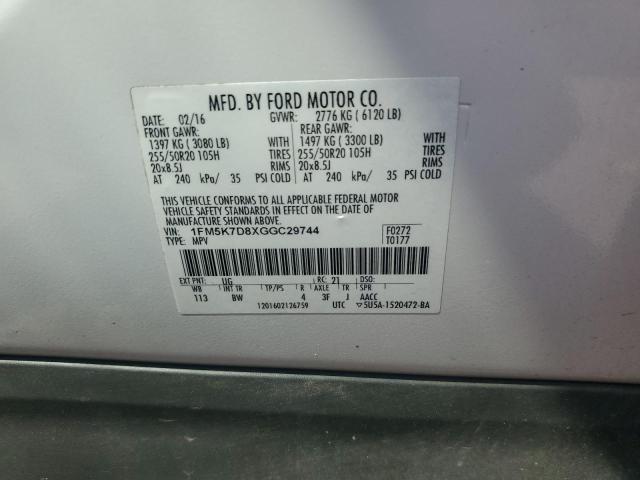 MFD. BY FORD MOTOR CO.
DATE: 02/16 GVWR: 2776 KG ( 6120 LB)
FRONT GAWR: REAR GAWR:
1397 KG ( 3080 LB) WITH 1497 KG ( 3300 LB) WITH
255/50R20 105H TIRES 255/50R20 105H TIRES
20x8.5J RIMS 20x8.5J RIMS
AT 240 kPa/ 35 PSI COLD AT 240 kPa/ 35 PSI COLD
THIS VEHICLE CONFORMS TO ALL APPLICABLE FEDERAL MOTOR
VEHICLE SAFETY STANDARDS IN EFFECT ON THE DATE OF
MANUFACTURE SHOWN ABOVE.
VIN: 1FM5K7D8XGGC29744 F0272
TYPE: MPV T0177
EXT PNT: UG RC: 21 DSO:
WB INT TR TP/PS R AXLE TR SPR
113 BW 4 3F J AACC
1201602126759 UTC ▽5U5A-1520472-BA